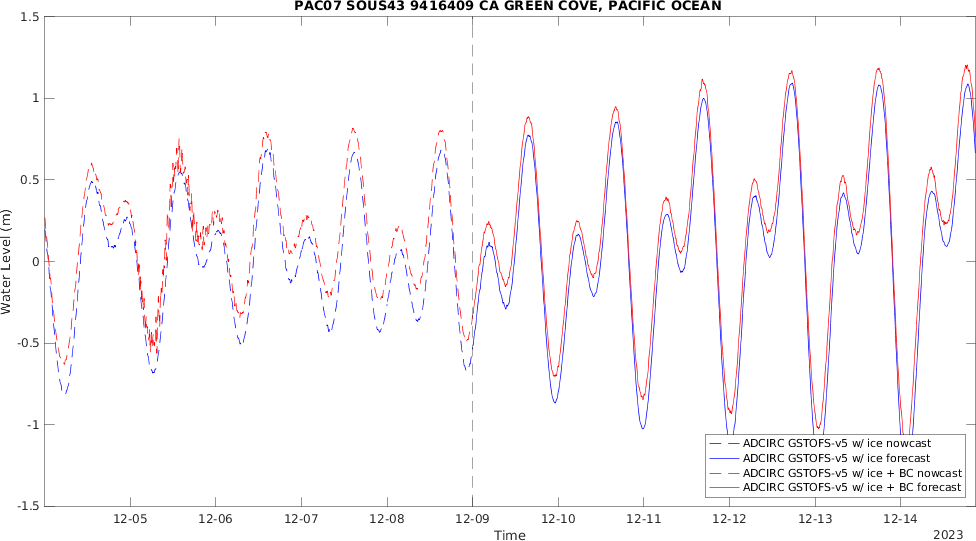 PAC07 SOUS43 9416409 CA GREEN COVE, PACIFIC OCEAN
1.5
1
0.5
0
-0.5
-1
-1.5
Water Level (m)
ADCIRC GSTOFS-v5 w/ ice nowcast
ADCIRC GSTOFS-v5 w/ ice forecast
ADCIRC GSTOFS-v5 w/ ice + BC nowcast
ADCIRC GSTOFS-v5 w/ ice + BC forecast
12-05 12-06 12-07 12-08 12-09 12-10 12-11 12-12 12-13 12-14
Time
2023